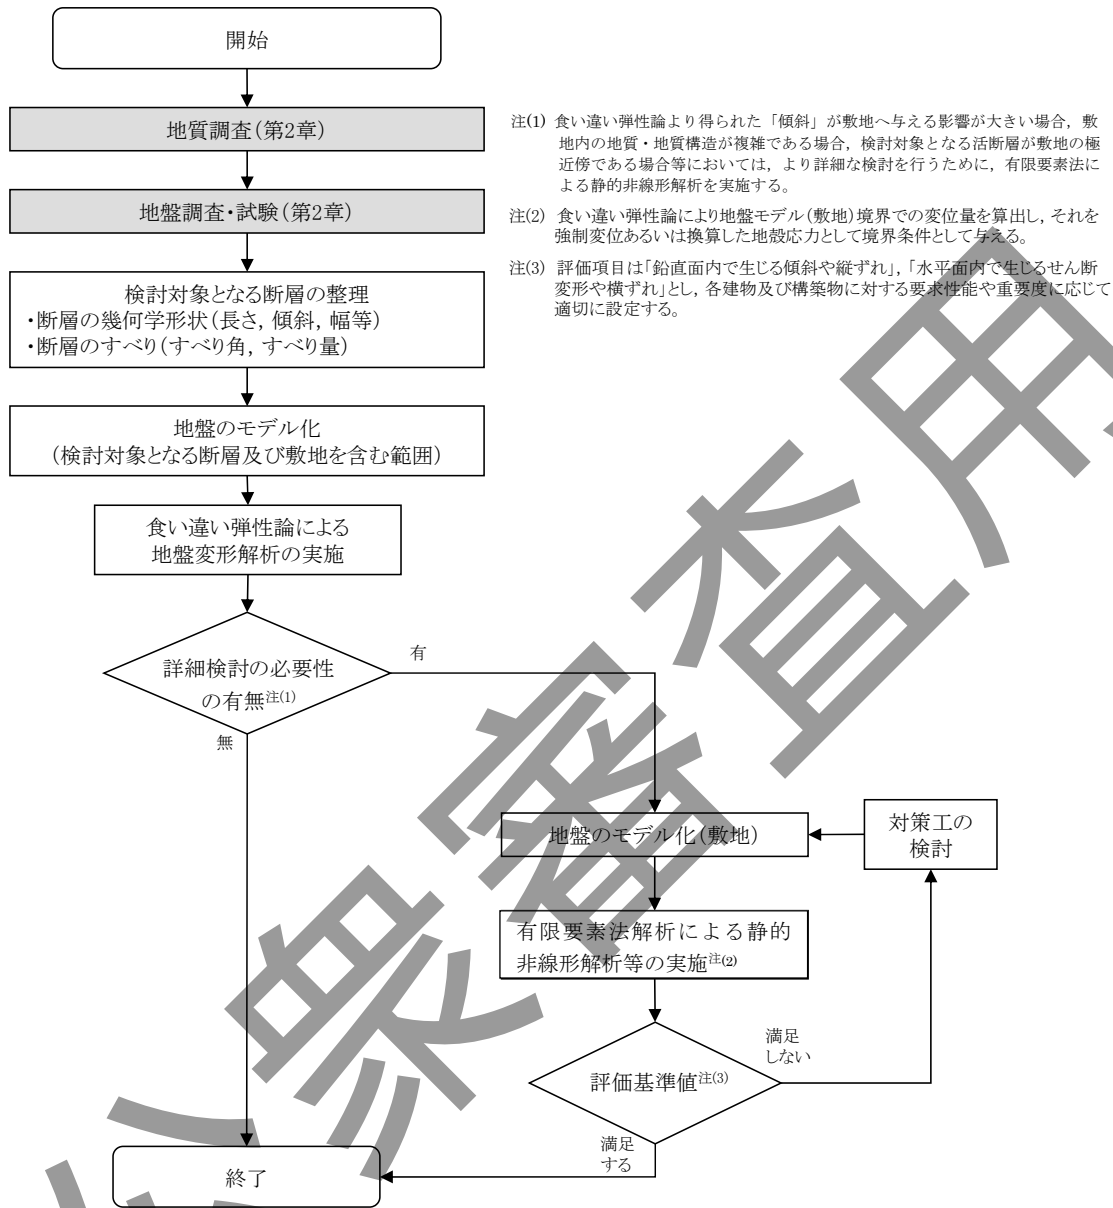 開始
地質調査(第2章)
地盤調査・試験(第2章)
検討対象となる断層の整理
・断層の幾何学形状(長さ, 傾斜, 幅等)
・断層のすべり(すべり角, すべり量)
地盤のモデル化
(検討対象となる断層及び敷地を含む範囲)
食い違い弾性論による
地盤変形解析の実施
詳細検討の必要性
の有無注(1)
有
無
注(1) 食い違い弾性論より得られた「傾斜」が敷地へ与える影響が大きい場合，敷
地内の地質・地質構造が複雑である場合，検討対象となる活断層が敷地の極
近傍である場合等においては，より詳細な検討を行うために，有限要素法に
よる静的非線形解析を実施する。
注(2) 食い違い弾性論により地盤モデル(敷地)境界での変位量を算出し，それを
強制変位あるいは換算した地殻応力として境界条件として与える。
注(3) 評価項目は「鉛直面内で生じる傾斜や縦ずれ」，「水平面内で生じるせん断
変形や横ずれ」とし，各建物及び構築物に対する要求性能や重要度に応じて
適切に設定する。
地盤のモデル化(敷地)
対策工の
検討
有限要素法解析による静的
非線形解析等の実施注(2)
評価基準値注(3)
満足
しない
満足
する
終了
公衆審査用